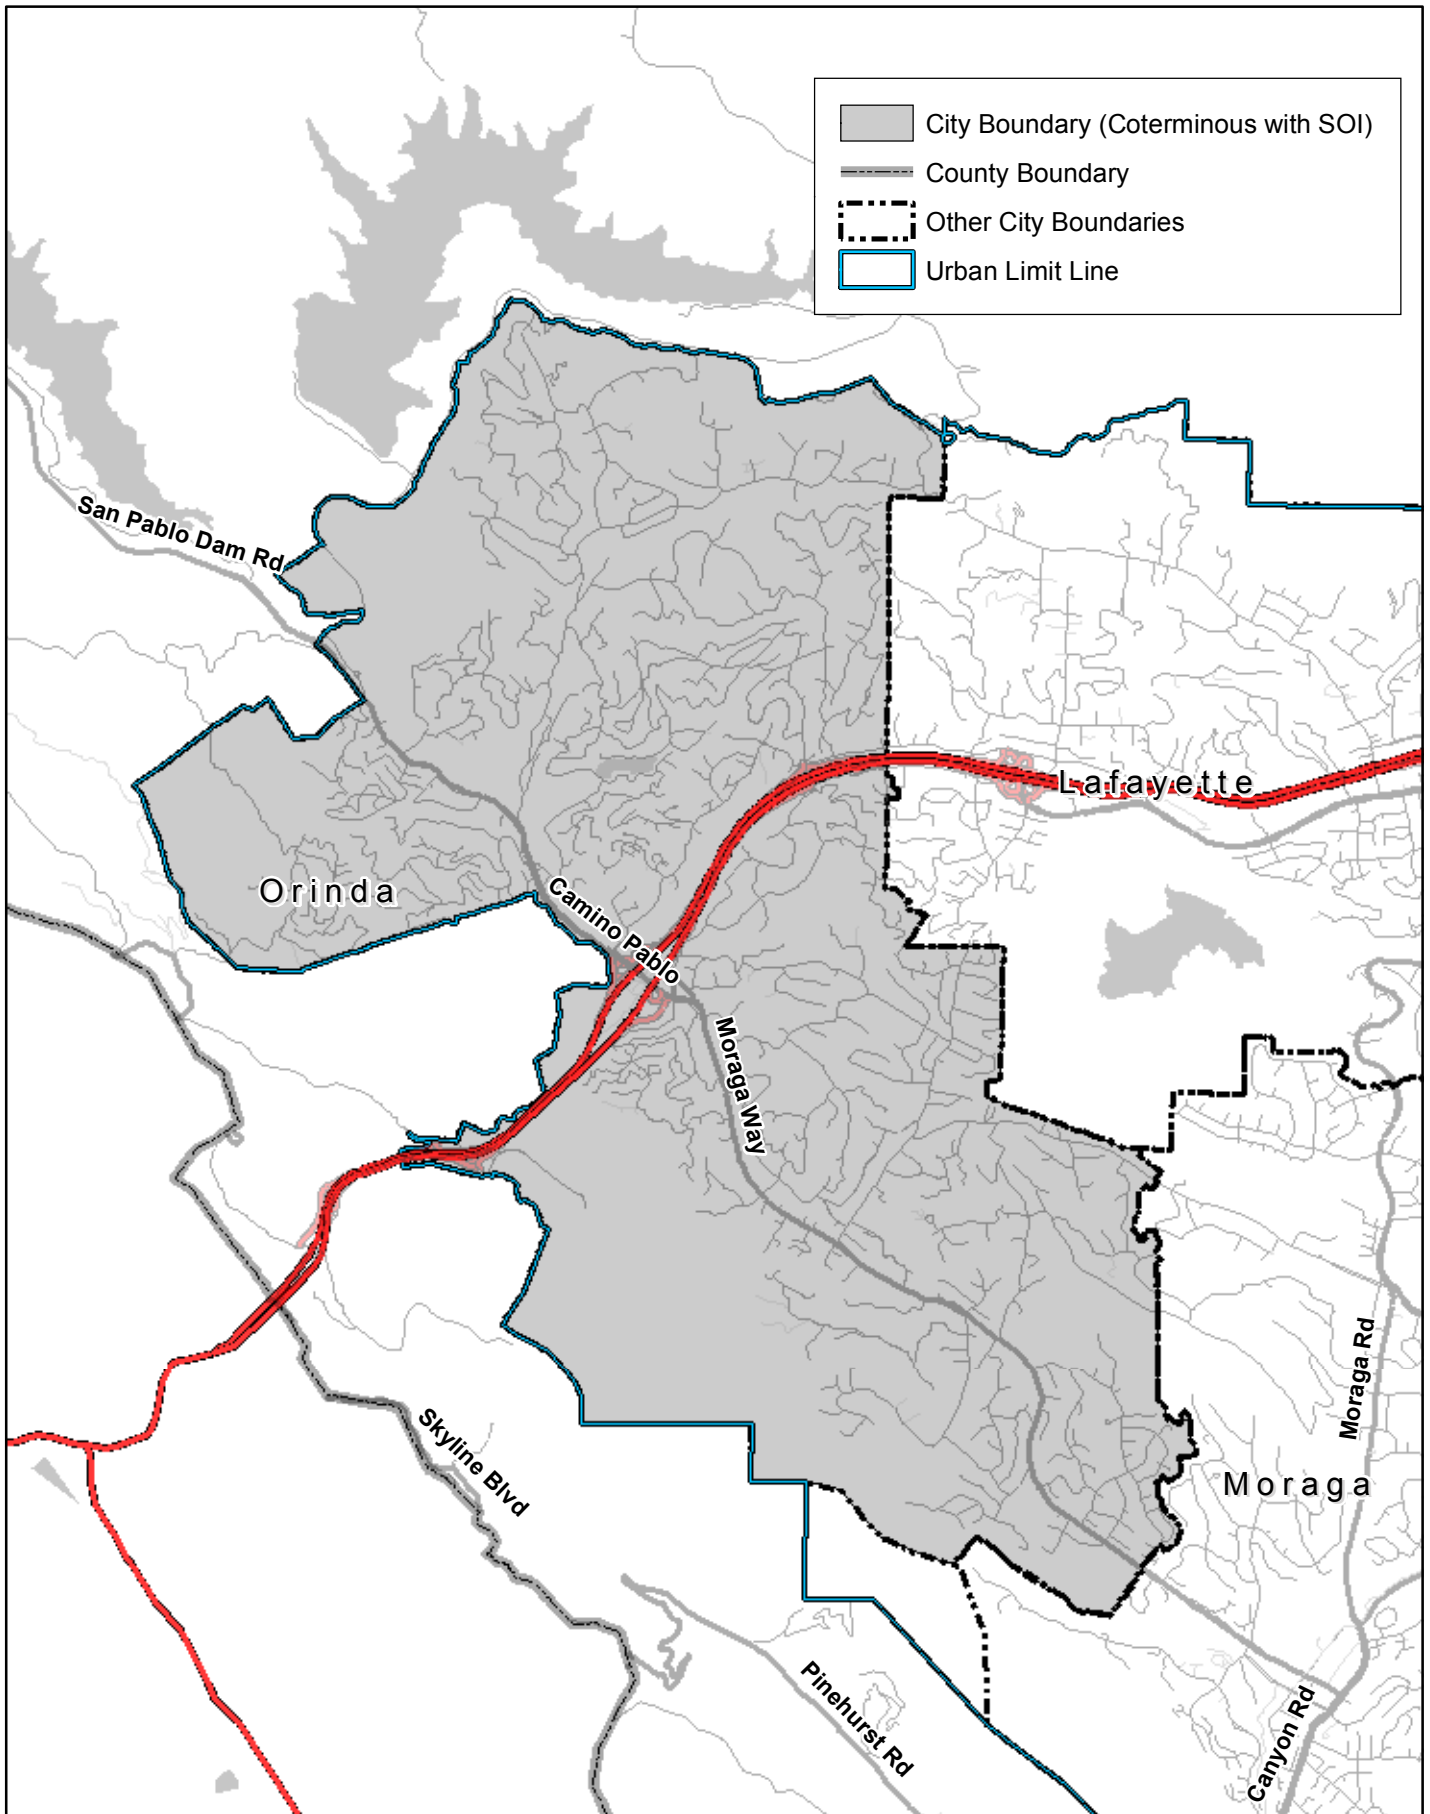 City Boundary (Coterminous with SOI)
County Boundary
Other City Boundaries
Urban Limit Line
San Pablo Dam Rd
Lafayette
Orinda
Camino Pablo
Moraga Way
Moraga Rd
Skyline Blvd
Moraga
Pinehurst Rd
Canyon Rd